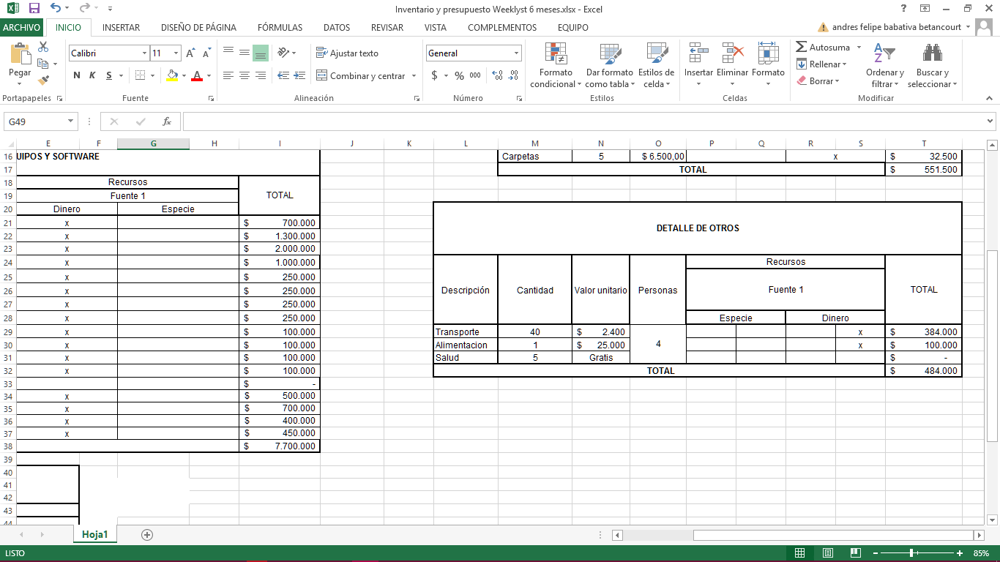 Inventario y presupuesto Weeklyst 6 meses.xlsx - Excel
ARCHIVO INICIO INSERTAR DISEÑO DE PÁGINA FÓRMULAS DATOS REVISAR VISTA COMPLEMENTOS EQUIPO andres felipe babativa betancourt
Pegar
Portapapeles
Calibri 11
N K S
Fuente
Ajustar texto
Combinar y centrar
Alineación
General
$ % 000
Número
Formato condicional
Dar formato como tabla
Estilos de celda
Estilos
Insertar Eliminar Formato
Celdas
Autosuma
Rellenar
Borrar
Ordenar y filtrar
Buscar y seleccionar
Modificar
G49 fx
E F G H I J K L M N O P Q R S T
16 UIPOS Y SOFTWARE Carpetas 5 $ 6.500,00 x $ 32.500
17 TOTAL $ 551.500
18 Recursos TOTAL
19 Fuente 1
20 Dinero Especie
21 x $ 700.000 DETALLE DE OTROS
22 x $ 1.300.000
23 x $ 2.000.000
24 x $ 1.000.000 Recursos
25 x $ 250.000
26 x $ 250.000 Descripción Cantidad Valor unitario Personas Fuente 1 TOTAL
27 x $ 250.000
28 x $ 250.000 Especie Dinero
29 x $ 100.000 Transporte 40 $ 2.400 x $ 384.000
30 x $ 100.000 Alimentacion 1 $ 25.000 4 x $ 100.000
31 x $ 100.000 Salud 5 Gratis $ -
32 x $ 100.000 TOTAL $ 484.000
33 $ -
34 x $ 500.000
35 x $ 700.000
36 x $ 400.000
37 x $ 450.000
38 $ 7.700.000
39
40
41
42
43
44
Hoja1
LISTO 85%